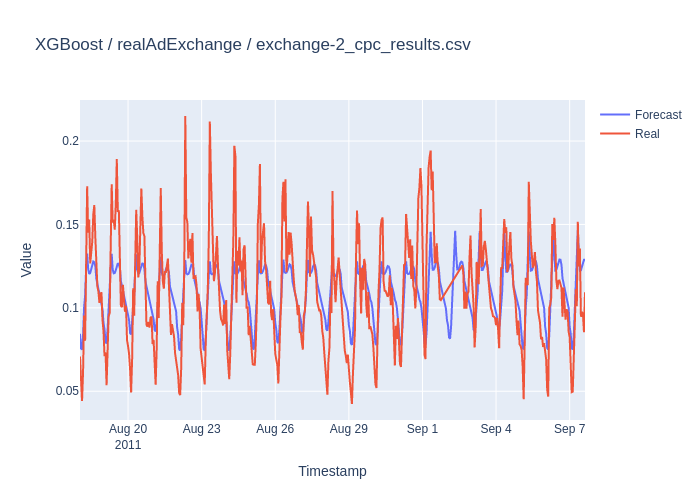 XGBoost / realAdExchange / exchange-2_cpc_results.csv
Forecast
Real
0.2
0.15
0.1
0.05
Value
Aug 20
2011
Aug 23
Aug 26
Aug 29
Sep 1
Sep 4
Sep 7
Timestamp